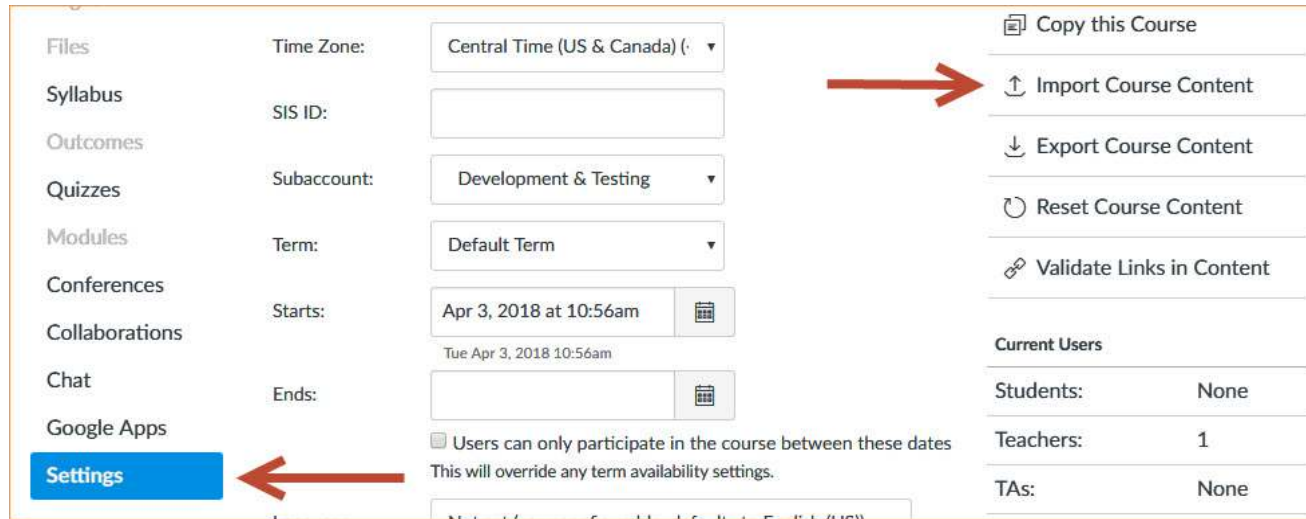 Files
Syllabus
Outcomes
Quizzes
Modules
Conferences
Collaborations
Chat
Google Apps
Settings
Time Zone:
Central Time (US & Canada) (-
SIS ID:
Subaccount:
Development & Testing
Term:
Default Term
Starts:
Apr 3, 2018 at 10:56am
Tue Apr 3, 2018 10:56am
Ends:
Users can only participate in the course between these dates
This will override any term availability settings.
Copy this Course
Import Course Content
Export Course Content
Reset Course Content
Validate Links in Content
Current Users
Students: None
Teachers: 1
TAs: None